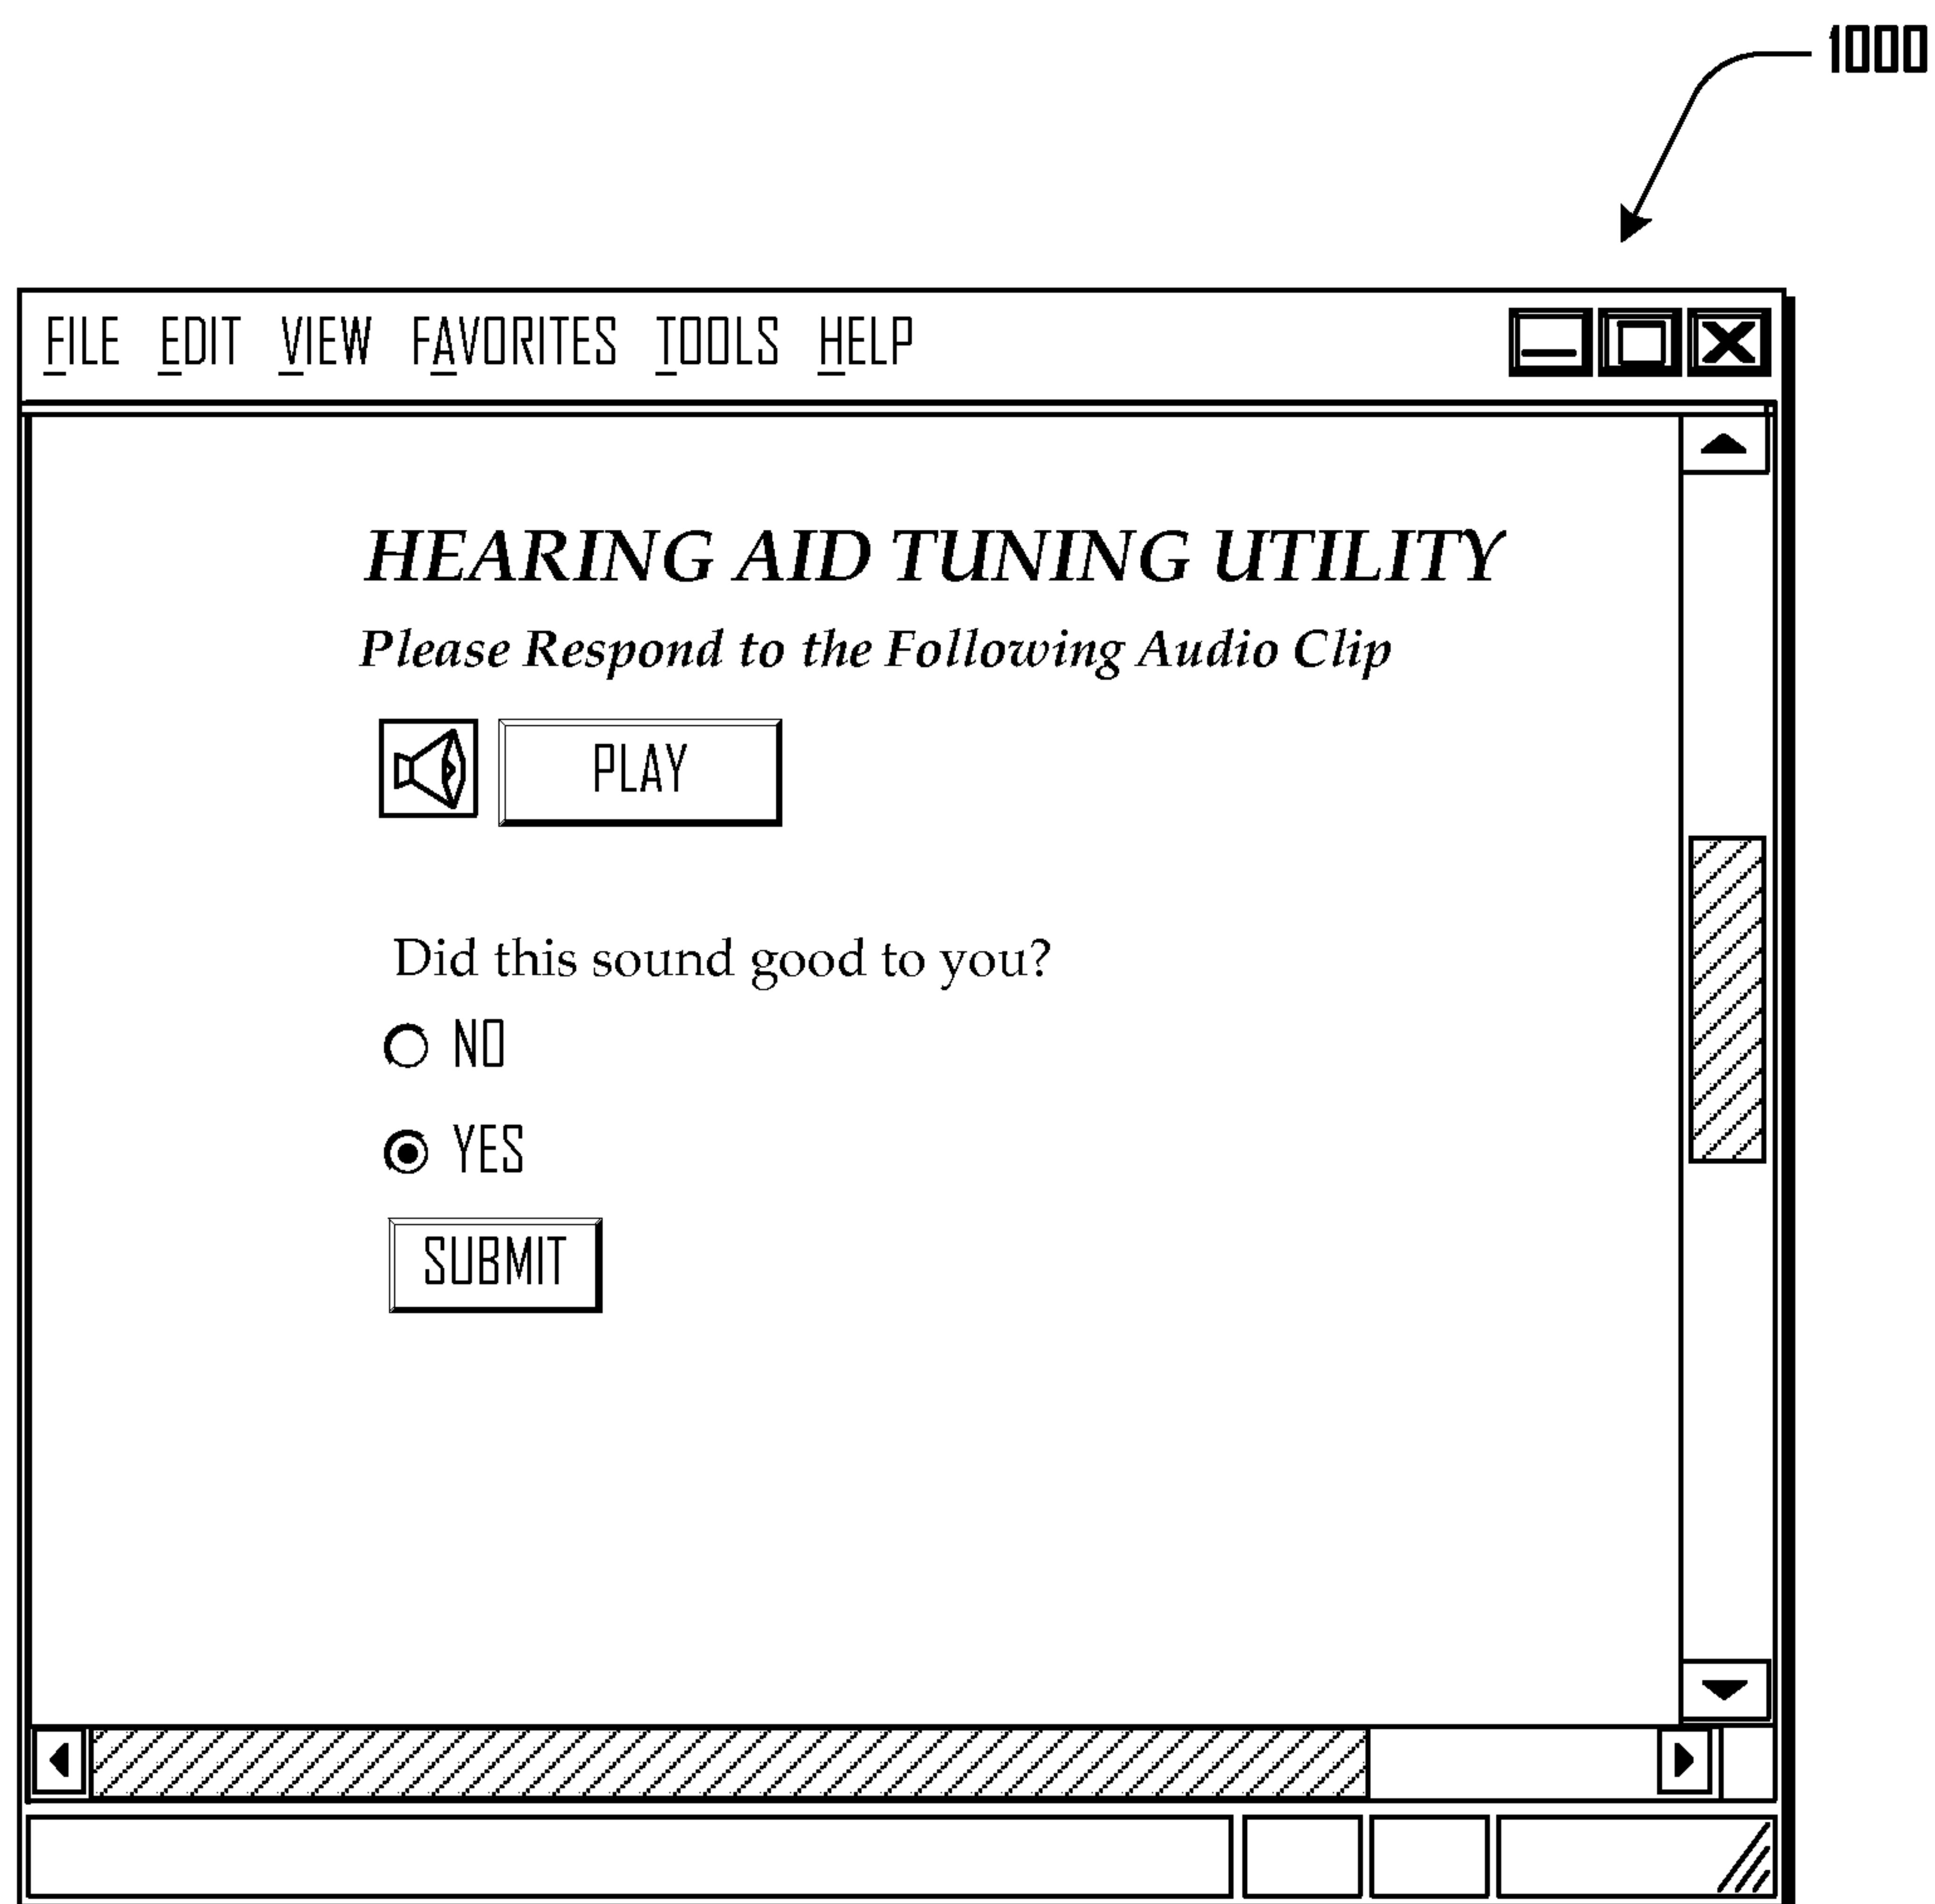 1000
FILE EDIT VIEW FAVORITES TOOLS HELP
HEARING AID TUNING UTILITY
Please Respond to the Following Audio Clip
PLAY
Did this sound good to you?
NO
YES
SUBMIT